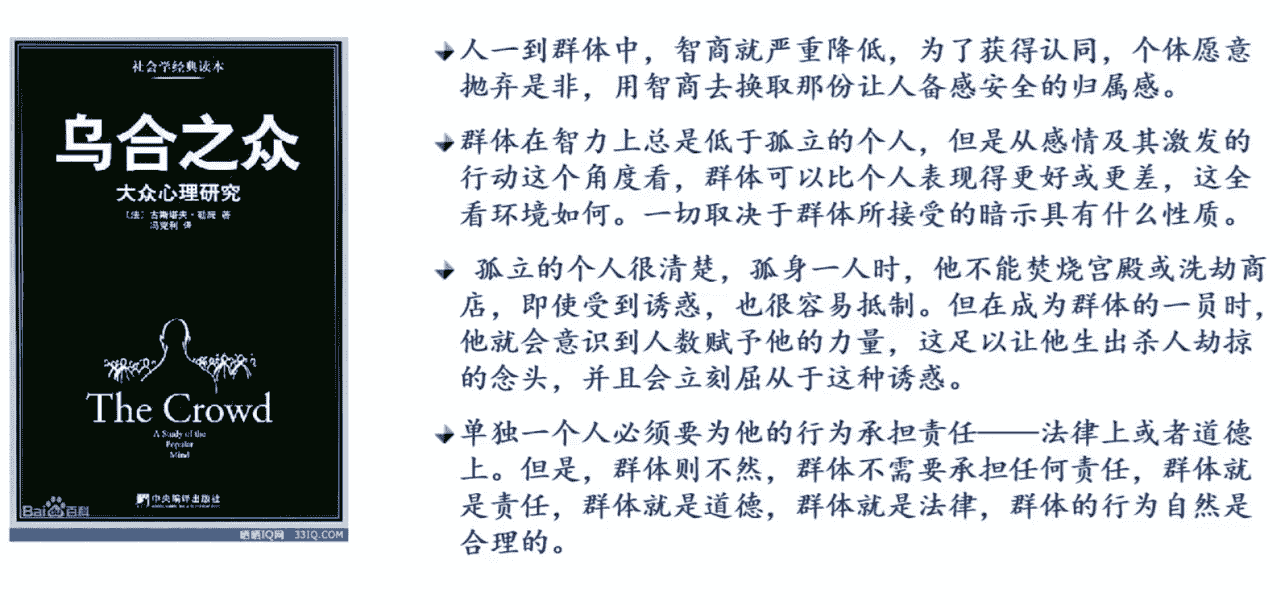 社会学经典读本
乌合之众
大众心理研究
〔法〕古斯塔夫·勒庞 著
冯克利 译
The Crowd
A Study of the
Popular
Mind
中央编译出版社
Bai百科
晒晒IQ网 33IQ.COM
人一到群体中，智商就严重降低，为了获得认同，个体愿意
抛弃是非，用智商去换取那份让人备感安全的归属感。
群体在智力上总是低于孤立的个人，但是从感情及其激发的
行动这个角度看，群体可以比个人表现得更好或更差，这全
看环境如何。一切取决于群体所接受的暗示具有什么性质。
孤立的个人很清楚，孤身一人时，他不能焚烧宫殿或洗劫商
店，即使受到诱惑，也很容易抵制。但在成为群体的一员时，
他就会意识到人数赋予他的力量，这足以让他生出杀人劫掠
的念头，并且会立刻屈从于这种诱惑。
单独一个人必须要为他的行为承担责任——法律上或者道德
上。但是，群体则不然，群体不需要承担任何责任，群体就
是责任，群体就是道德，群体就是法律，群体的行为自然是
合理的。